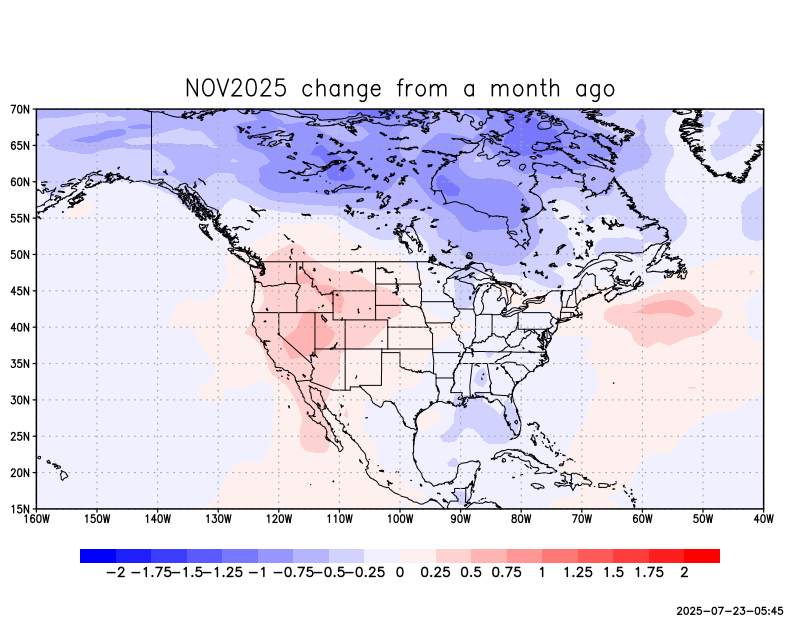 NOV2025 change from a month ago
70N
65N
60N
55N
50N
45N
40N
35N
30N
25N
20N
15N
160W 150W 140W 130W 120W 110W 100W 90W 80W 70W 60W 50W 40W
-2 -1.75 -1.5 -1.25 -1 -0.75 -0.5 -0.25 0 0.25 0.5 0.75 1 1.25 1.5 1.75 2
2025-07-23-05:45